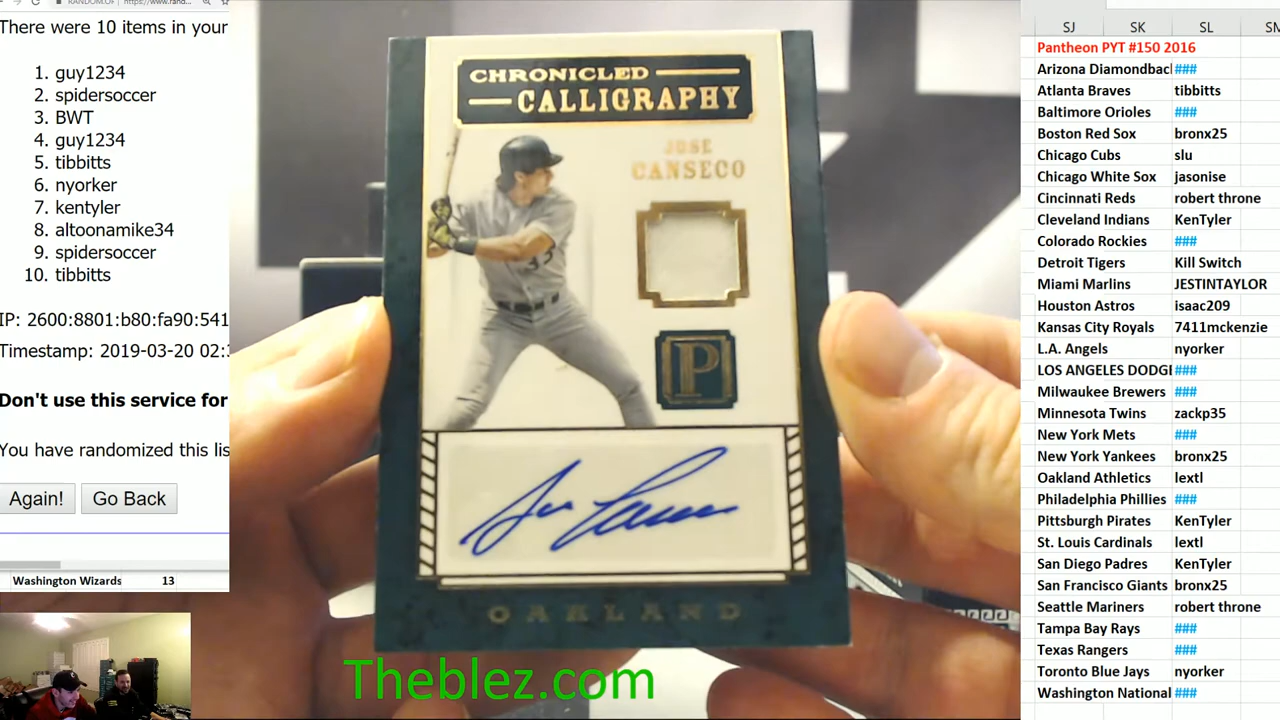 RANDOM.OR
https://www.rand
There were 10 items in your
1. guy1234
2. spidersoccer
3. BWT
4. guy1234
5. tibbitts
6. nyorker
7. kentyler
8. altoonamike34
9. spidersoccer
10. tibbitts
IP: 2600:8801:b80:fa90:541
Timestamp: 2019-03-20 02:
Don't use this service for
You have randomized this lis
Again! Go Back
Washington Wizards 13
CHRONICLED
CALLIGRAPHY
JOSE
CANSECO
33
P
OAKLAND
Theblez.com
SJ SK SL SM
Pantheon PYT #150 2016
Arizona Diamondbac ###
Atlanta Braves tibbitts
Baltimore Orioles ###
Boston Red Sox bronx25
Chicago Cubs slu
Chicago White Sox jasonise
Cincinnati Reds robert throne
Cleveland Indians KenTyler
Colorado Rockies ###
Detroit Tigers Kill Switch
Miami Marlins JESTINTAYLOR
Houston Astros isaac209
Kansas City Royals 7411mckenzie
L.A. Angels nyorker
LOS ANGELES DODGE ###
Milwaukee Brewers ###
Minnesota Twins zackp35
New York Mets ###
New York Yankees bronx25
Oakland Athletics lextl
Philadelphia Phillies ###
Pittsburgh Pirates KenTyler
St. Louis Cardinals lextl
San Diego Padres KenTyler
San Francisco Giants bronx25
Seattle Mariners robert throne
Tampa Bay Rays ###
Texas Rangers ###
Toronto Blue Jays nyorker
Washington National ###